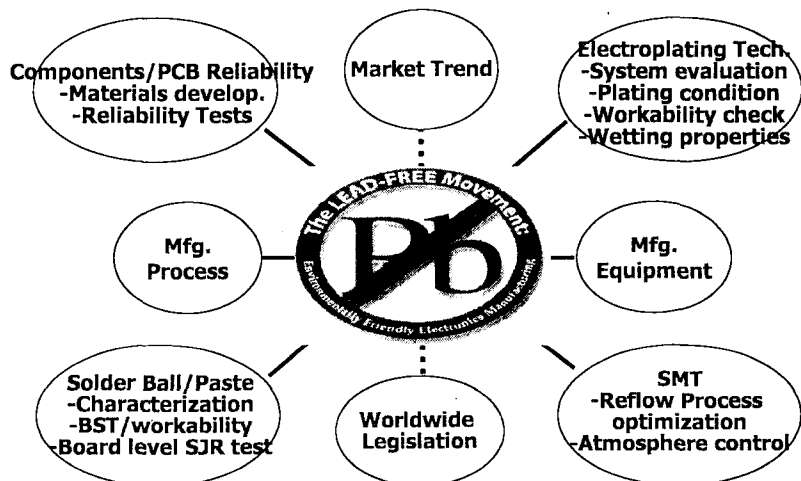 Components/PCB Reliability
-Materials develop.
-Reliability Tests
Market Trend
Electroplating Tech.
-System evaluation
-Plating condition
-Workability check
-Wetting properties
Mfg.
Process
The LEAD-FREE Movement:
Pb
Environmentally Friendly Electronics Manufacturing
Mfg.
Equipment
Solder Ball/Paste
-Characterization
-BST/workability
-Board level SJR test
Worldwide
Legislation
SMT
-Reflow Process
optimization
-Atmosphere control